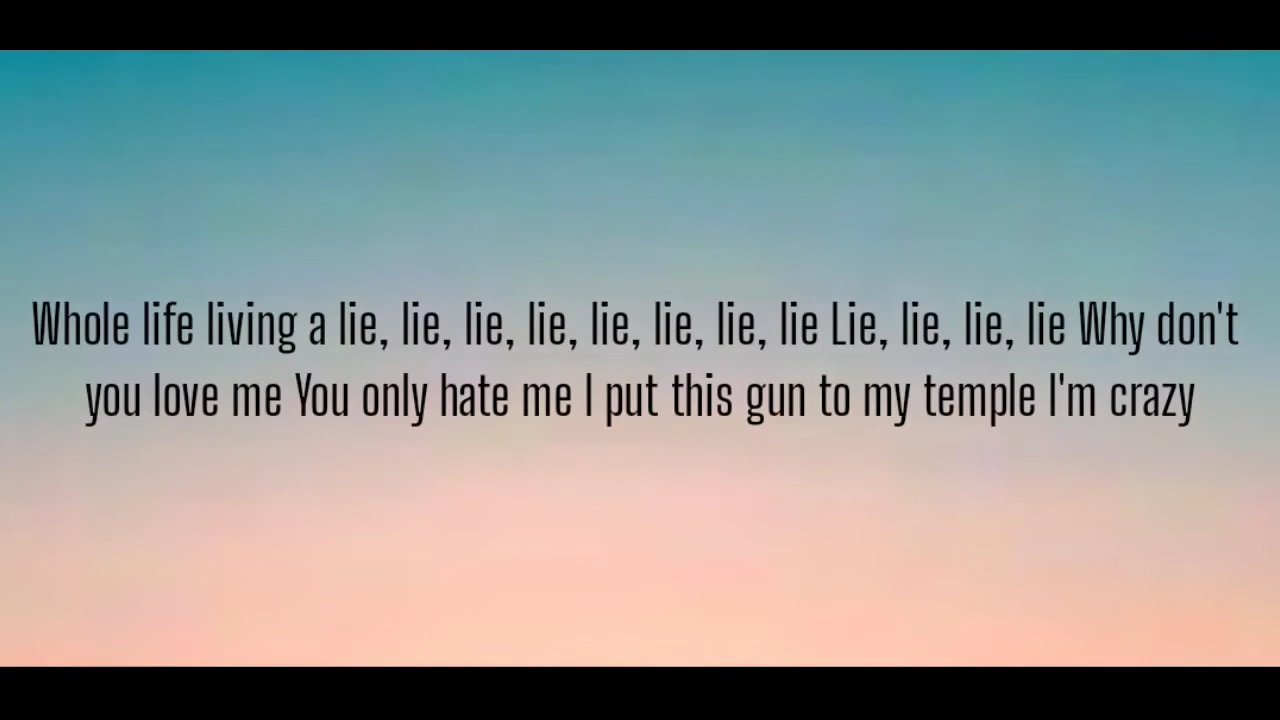 Whole life living a lie, lie, lie, lie, lie, lie, lie, lie Lie, lie, lie, lie Why don't
you love me You only hate me I put this gun to my temple I'm crazy